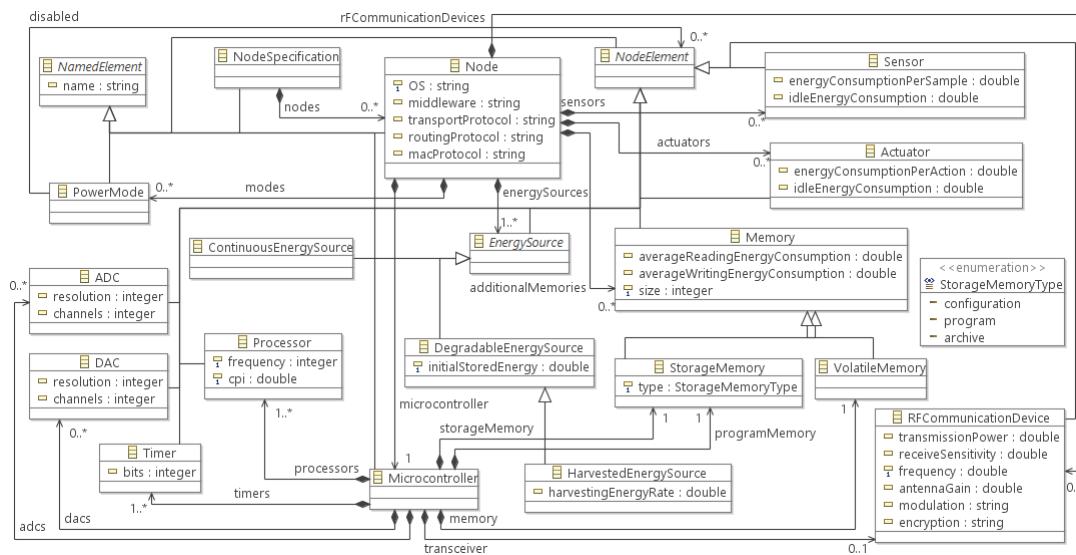 disabled
rFCommunicationDevices
0..*
NamedElement
name : string
NodeSpecification
nodes
0..*
Node
OS : string
middleware : string
transportProtocol : string
routingProtocol : string
macProtocol : string
NodeElement
sensors
0..*
Sensor
energyConsumptionPerSample : double
idleEnergyConsumption : double
actuators
0..*
Actuator
energyConsumptionPerAction : double
idleEnergyConsumption : double
PowerMode
0..*
modes
energySources
1..*
ContinuousEnergySource
EnergySource
additionalMemories
0..*
Memory
averageReadingEnergyConsumption : double
averageWritingEnergyConsumption : double
size : integer
<<enumeration>>
StorageMemoryType
configuration
program
archive
0..*
ADC
resolution : integer
channels : integer
DAC
resolution : integer
channels : integer
0..*
Processor
frequency : integer
cpi : double
1..*
DegradableEnergySource
initialStoredEnergy : double
StorageMemory
type : StorageMemoryType
VolatileMemory
microcontroller
1
storageMemory
1
1
programMemory
1
RFCommunicationDevice
transmissionPower : double
receiveSensitivity : double
frequency : double
antennaGain : double
modulation : string
encryption : string
Timer
bits : integer
1..*
processors
timers
Microcontroller
HarvestedEnergySource
harvestingEnergyRate : double
adcs
dacs
memory
transceiver
0..1